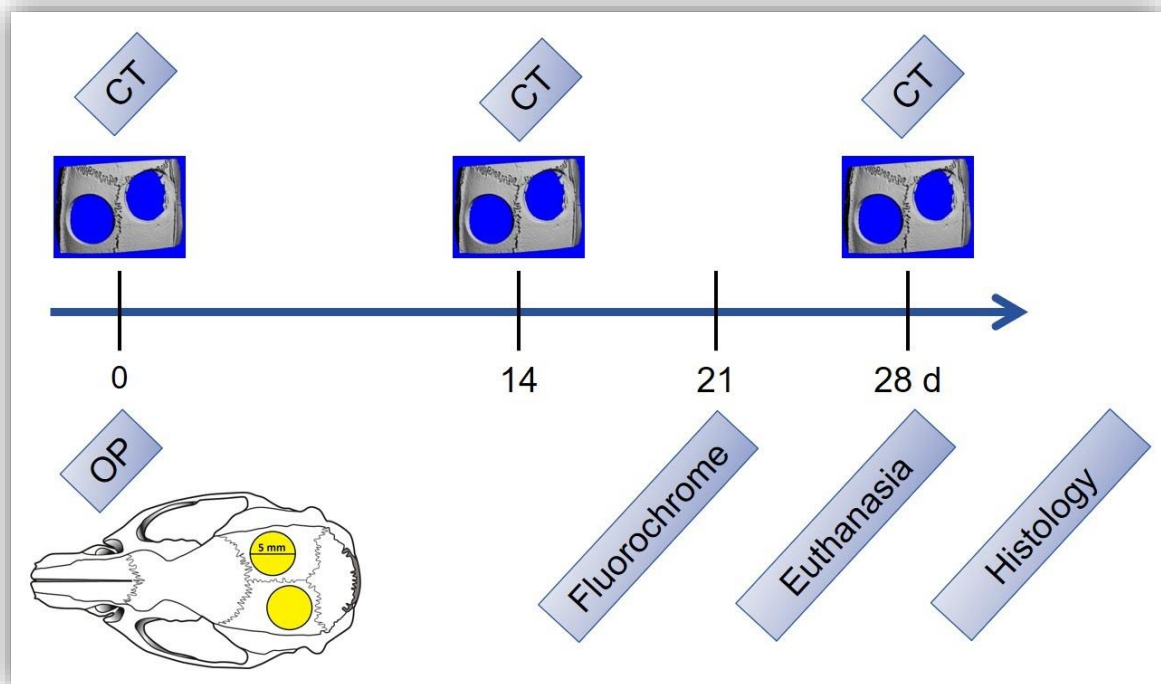 CT
CT
CT
0
14
21
28 d
OP
5 mm
Fluorochrome
Euthanasia
Histology